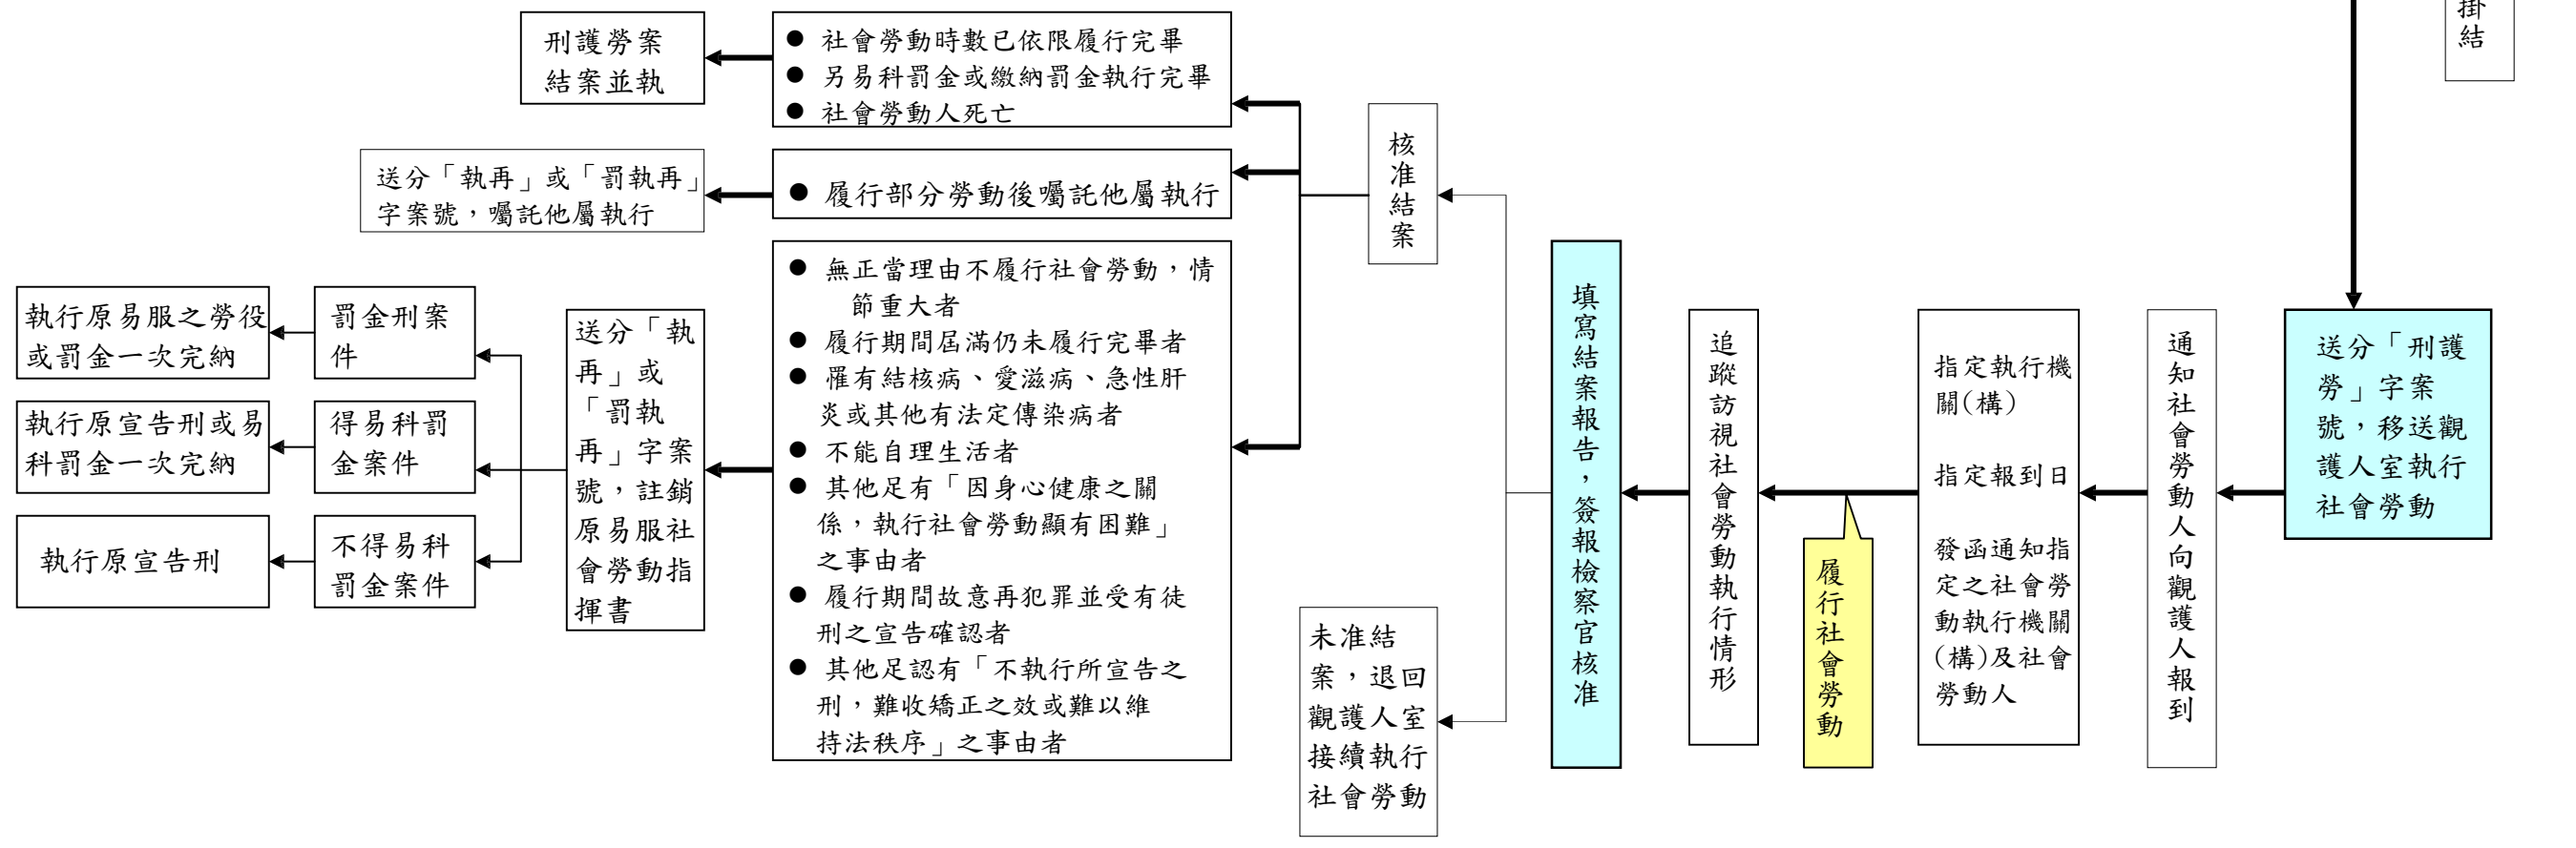 掛結
送分「刑護
勞」字案
號，移送觀
護人室執行
社會勞動
通知社會勞動人向觀護人報到
指定執行機
關(構)
指定報到日
發函通知指
定之社會勞
動執行機關
(構)及社會
勞動人
履行社會勞動
追蹤訪視社會勞動執行情形
填寫結案報告，簽報檢察官核准
核准結案
未准結
案，退回
觀護人室
接續執行
社會勞動
● 社會勞動時數已依限履行完畢
● 另易科罰金或繳納罰金執行完畢
● 社會勞動人死亡
刑護勞案
結案並執
● 履行部分勞動後囑託他屬執行
送分「執再」或「罰執再」
字案號，囑託他屬執行
● 無正當理由不履行社會勞動，情
節重大者
● 履行期間屆滿仍未履行完畢者
● 罹有結核病、愛滋病、急性肝
炎或其他有法定傳染病者
● 不能自理生活者
● 其他足有「因身心健康之關
係，執行社會勞動顯有困難」
之事由者
● 履行期間故意再犯罪並受有徒
刑之宣告確認者
● 其他足認有「不執行所宣告之
刑，難收矯正之效或難以維
持法秩序」之事由者
送分「執
再」或
「罰執
再」字案
號，註銷
原易服社
會勞動指
揮書
罰金刑案
件
執行原易服之勞役
或罰金一次完納
得易科罰
金案件
執行原宣告刑或易
科罰金一次完納
不得易科
罰金案件
執行原宣告刑